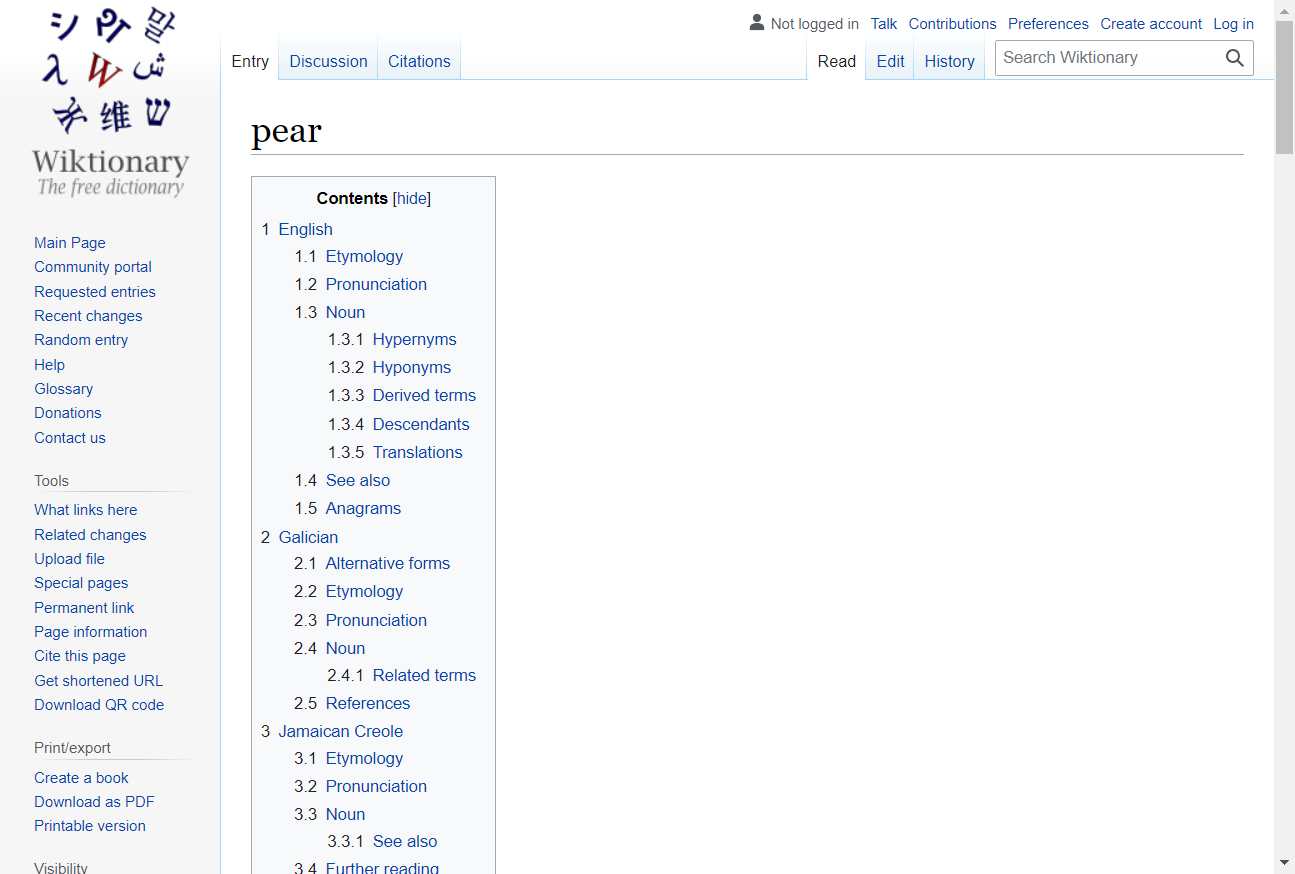 Wiktionary
The free dictionary
Main Page
Community portal
Requested entries
Recent changes
Random entry
Help
Glossary
Donations
Contact us
Tools
What links here
Related changes
Upload file
Special pages
Permanent link
Page information
Cite this page
Get shortened URL
Download QR code
Print/export
Create a book
Download as PDF
Printable version
Visibility
Not logged in Talk Contributions Preferences Create account Log in
Entry Discussion Citations Read Edit History Search Wiktionary
pear
Contents [hide]
1 English
1.1 Etymology
1.2 Pronunciation
1.3 Noun
1.3.1 Hypernyms
1.3.2 Hyponyms
1.3.3 Derived terms
1.3.4 Descendants
1.3.5 Translations
1.4 See also
1.5 Anagrams
2 Galician
2.1 Alternative forms
2.2 Etymology
2.3 Pronunciation
2.4 Noun
2.4.1 Related terms
2.5 References
3 Jamaican Creole
3.1 Etymology
3.2 Pronunciation
3.3 Noun
3.3.1 See also
3.4 Further reading